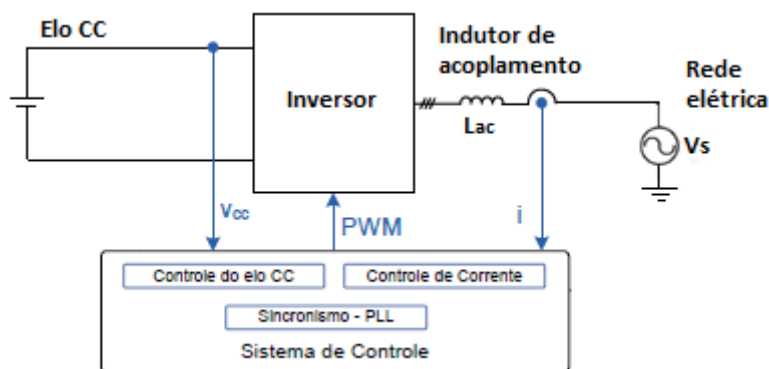 Elo CC
Indutor de
acoplamento
Rede
elétrica
Inversor
Lac
Vs
Vcc
PWM
i
Controle do elo CC
Controle de Corrente
Sincronismo - PLL
Sistema de Controle